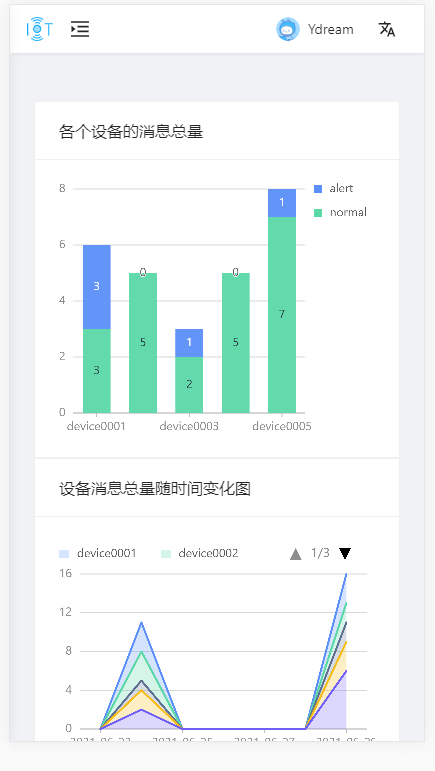 IOT
Ydream
各个设备的消息总量
8
alert
normal
6
4
2
0
1
3
0
0
1
7
5
5
3
2
device0001
device0003
device0005
设备消息总量随时间变化图
device0001
device0002
1/3
16
12
8
4
0